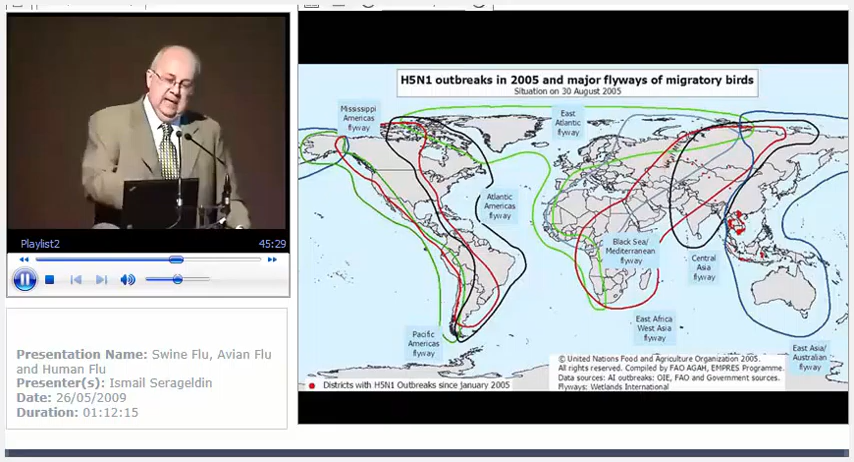 Playlist2
45:29
Presentation Name: Swine Flu, Avian Flu
and Human Flu
Presenter(s): Ismail Serageldin
Date: 26/05/2009
Duration: 01:12:15
H5N1 outbreaks in 2005 and major flyways of migratory birds
Situation on 30 August 2005
Mississippi
Americas
flyway
East
Atlantic
flyway
Atlantic
Americas
flyway
Black Sea/
Mediterranean
flyway
Central
Asia
flyway
East Africa
West Asia
flyway
Pacific
Americas
flyway
East Asia/
Australian
flyway
Districts with H5N1 Outbreaks since january 2005
© United Nations Food and Agriculture Organization 2005.
All rights reserved. Compiled by FAO AGAH, EMPRES Programme.
Data sources: AI outbreaks: OIE, FAO and Government sources.
Flyways: Wetlands International